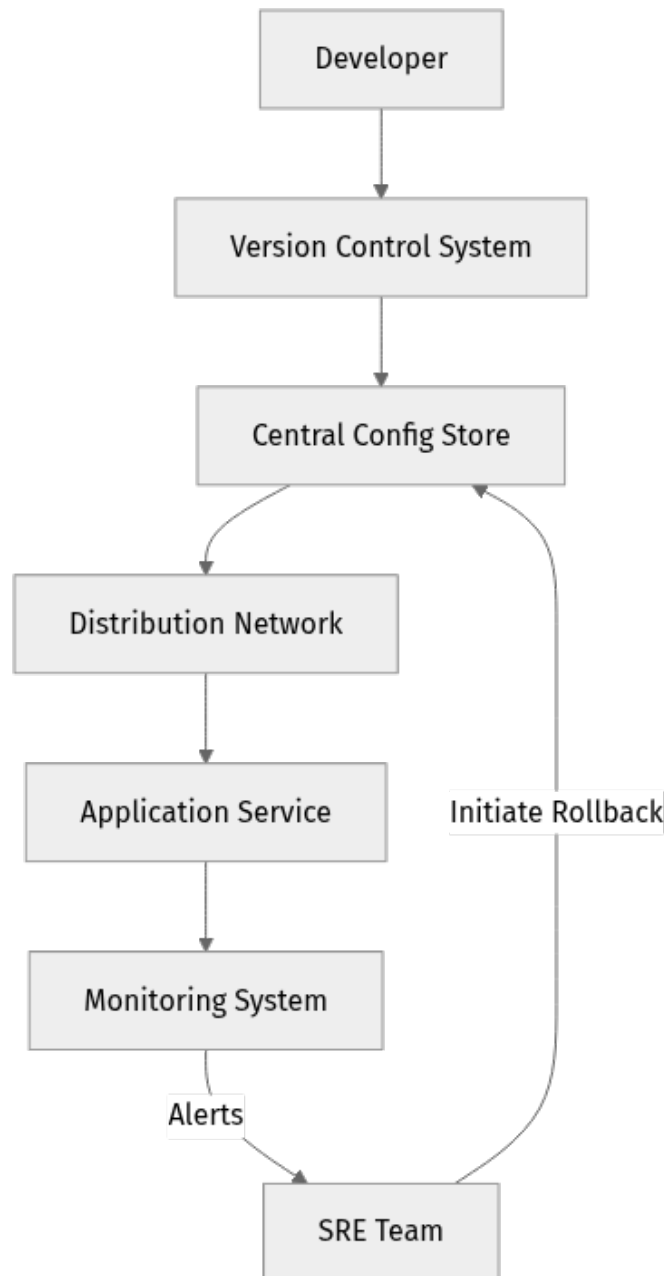 Developer
Version Control System
Central Config Store
Distribution Network
Application Service
Initiate Rollback
Monitoring System
Alerts
SRE Team